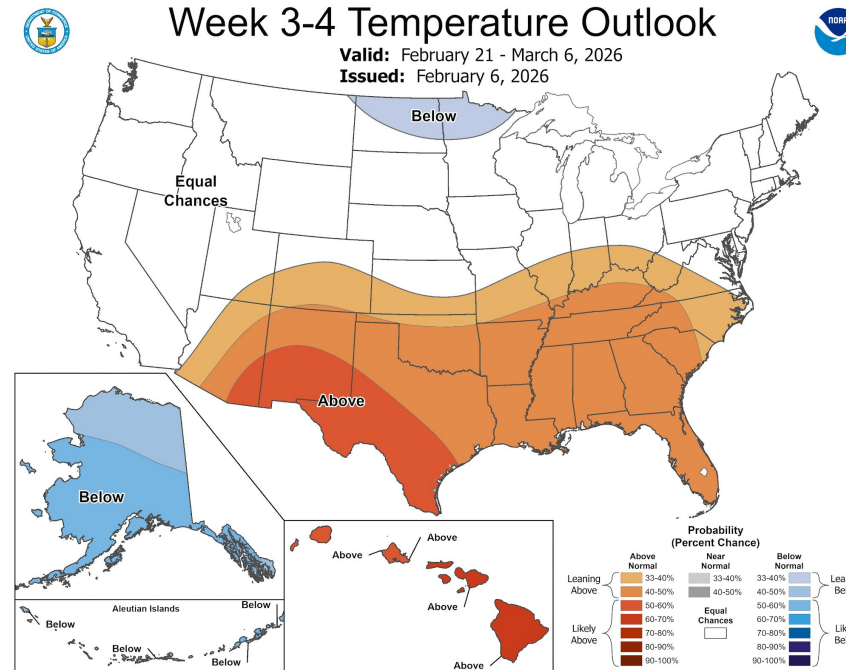 Week 3-4 Temperature Outlook
Valid: February 21 - March 6, 2026
Issued: February 6, 2026
NOAA
Below
Equal
Chances
Above
Below
Aleutian Islands
Below
Below
Below
Below
Above
Above
Above
Above
Probability
(Percent Chance)
Above
Normal
Near
Normal
Below
Normal
Leaning
Above
33-40%
33-40%
33-40%
40-50%
40-50%
40-50%
Likely
Above
50-60%
Equal
Chances
50-60%
60-70%
60-70%
70-80%
70-80%
80-90%
80-90%
90-100%
90-100%